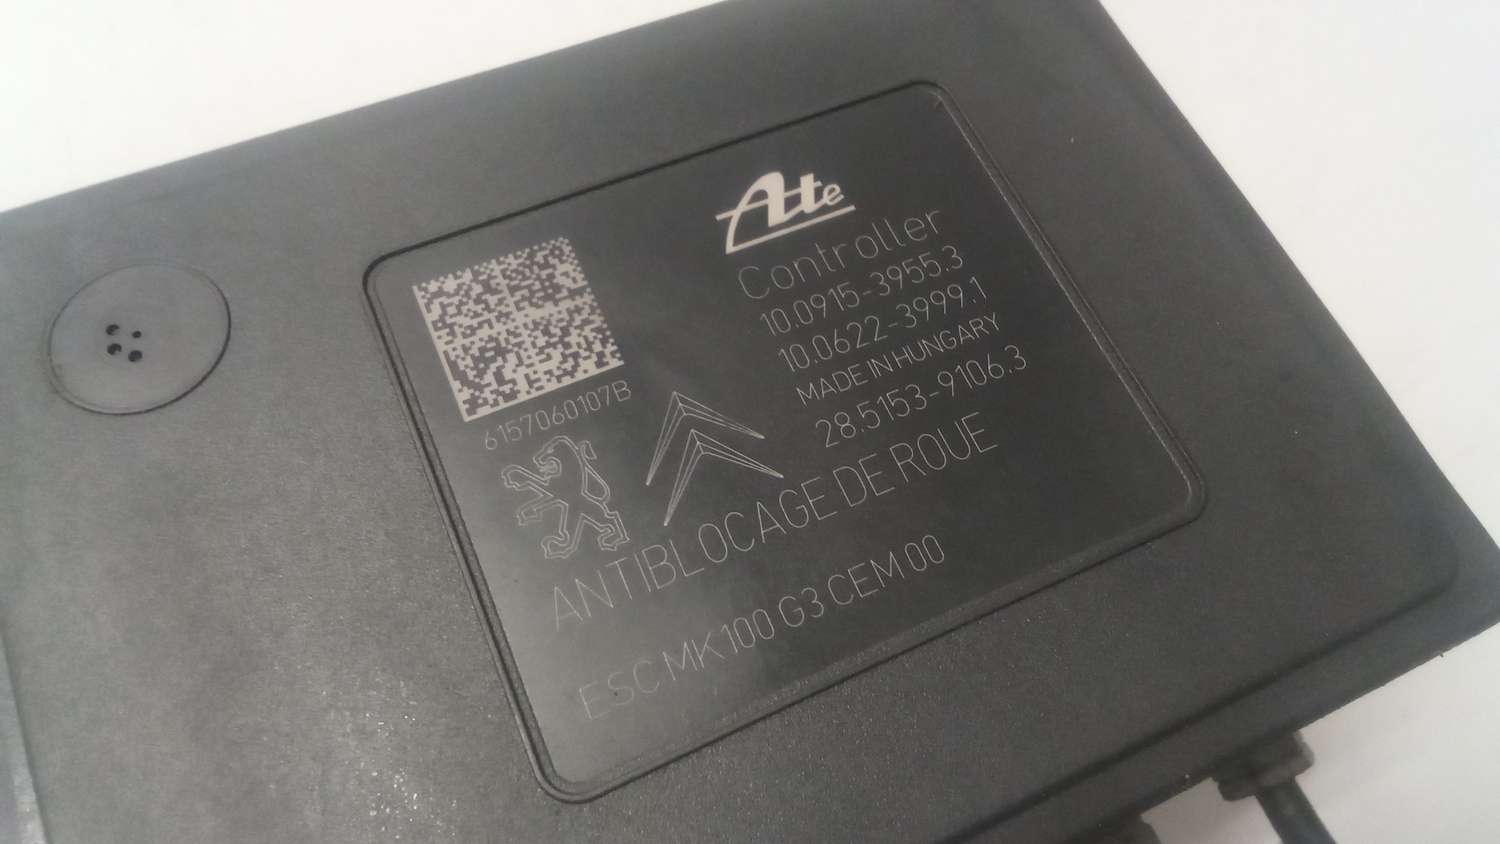 Ate
Controller
10.0915-3955.3
10.0622-3999.1
MADE IN HUNGARY
28.5153-9106.3
6157060107B
ANTIBLOCAGE DE ROUE
ESC MK100 G3 CEM 00